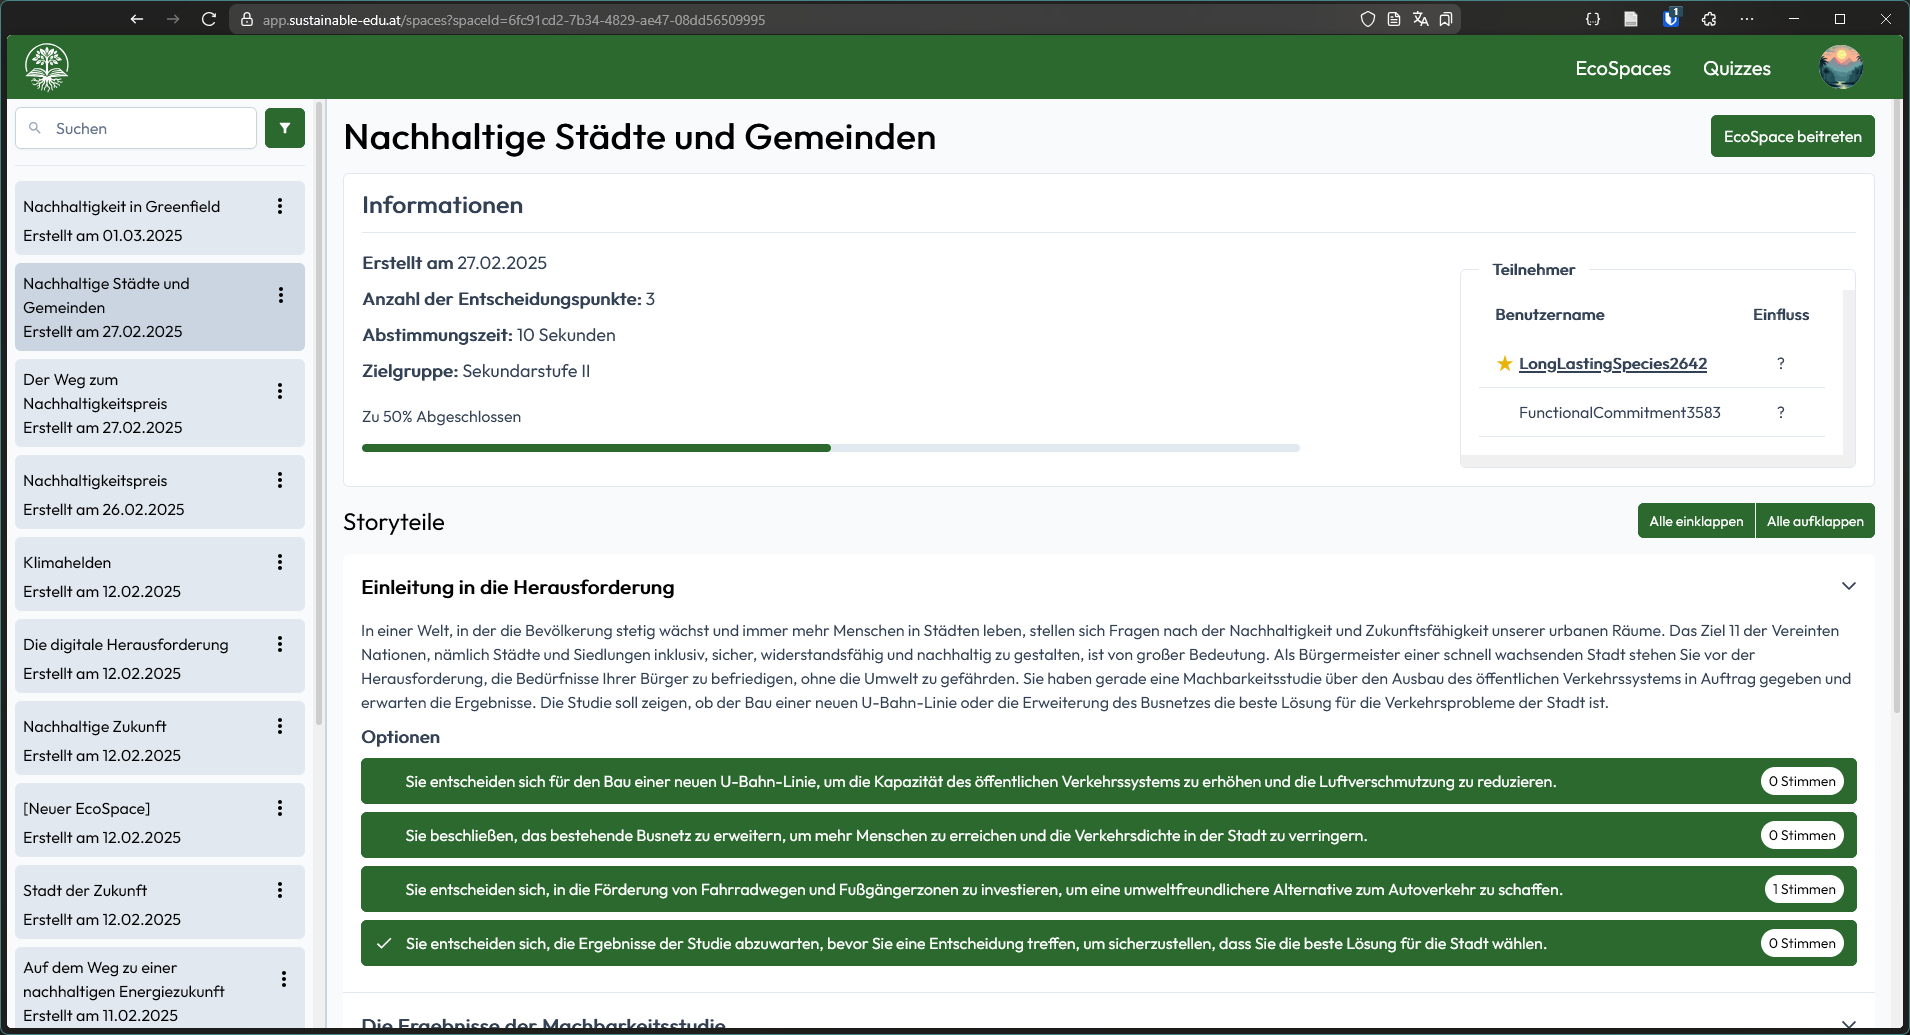 app.sustainable-edu.at/spaces?spaceId=6fc91cd2-7b34-4829-ae47-08dd56509995
1
EcoSpaces
Quizzes
Suchen
Nachhaltigkeit in Greenfield
Erstellt am 01.03.2025
Nachhaltige Städte und
Gemeinden
Erstellt am 27.02.2025
Der Weg zum
Nachhaltigkeitspreis
Erstellt am 27.02.2025
Nachhaltigkeitspreis
Erstellt am 26.02.2025
Klimahelden
Erstellt am 12.02.2025
Die digitale Herausforderung
Erstellt am 12.02.2025
Nachhaltige Zukunft
Erstellt am 12.02.2025
[Neuer EcoSpace]
Erstellt am 12.02.2025
Stadt der Zukunft
Erstellt am 12.02.2025
Auf dem Weg zu einer
nachhaltigen Energiezukunft
Erstellt am 11.02.2025
Nachhaltige Städte und Gemeinden
EcoSpace beitreten
Informationen
Erstellt am 27.02.2025
Anzahl der Entscheidungspunkte: 3
Abstimmungszeit: 10 Sekunden
Zielgruppe: Sekundarstufe II
Zu 50% Abgeschlossen
Teilnehmer
Benutzername Einfluss
LongLastingSpecies2642 ?
FunctionalCommitment3583 ?
Storyteile
Alle einklappen
Alle aufklappen
Einleitung in die Herausforderung
In einer Welt, in der die Bevölkerung stetig wächst und immer mehr Menschen in Städten leben, stellen sich Fragen nach der Nachhaltigkeit und Zukunftsfähigkeit unserer urbanen Räume. Das Ziel 11 der Vereinten
Nationen, nämlich Städte und Siedlungen inklusiv, sicher, widerstandsfähig und nachhaltig zu gestalten, ist von großer Bedeutung. Als Bürgermeister einer schnell wachsenden Stadt stehen Sie vor der
Herausforderung, die Bedürfnisse Ihrer Bürger zu befriedigen, ohne die Umwelt zu gefährden. Sie haben gerade eine Machbarkeitsstudie über den Ausbau des öffentlichen Verkehrssystems in Auftrag gegeben und
erwarten die Ergebnisse. Die Studie soll zeigen, ob der Bau einer neuen U-Bahn-Linie oder die Erweiterung des Busnetzes die beste Lösung für die Verkehrsprobleme der Stadt ist.
Optionen
Sie entscheiden sich für den Bau einer neuen U-Bahn-Linie, um die Kapazität des öffentlichen Verkehrssystems zu erhöhen und die Luftverschmutzung zu reduzieren. 0 Stimmen
Sie beschließen, das bestehende Busnetz zu erweitern, um mehr Menschen zu erreichen und die Verkehrsdichte in der Stadt zu verringern. 0 Stimmen
Sie entscheiden sich, in die Förderung von Fahrradwegen und Fußgängerzonen zu investieren, um eine umweltfreundlichere Alternative zum Autoverkehr zu schaffen. 1 Stimmen
Sie entscheiden sich, die Ergebnisse der Studie abzuwarten, bevor Sie eine Entscheidung treffen, um sicherzustellen, dass Sie die beste Lösung für die Stadt wählen. 0 Stimmen
Die Ergebnisse der Machbarkeitsstudie